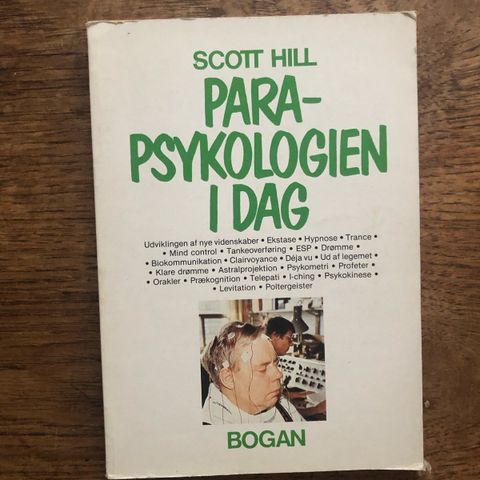 SCOTT HILL
PARA-
PSYKOLOGIEN
I DAG
Udviklingen af nye videnskaber • Ekstase • Hypnose • Trance •
• Mind control • Tankeoverføring • ESP • Drømme •
• Biokommunikation • Clairvoyance • Déja vu • Ud af legemet •
• Klare drømme • Astralprojektion • Psykometri • Profeter •
• Orakler • Prækognition • Telepati • I-ching • Psykokinese •
• Levitation • Poltergeister
BOGAN